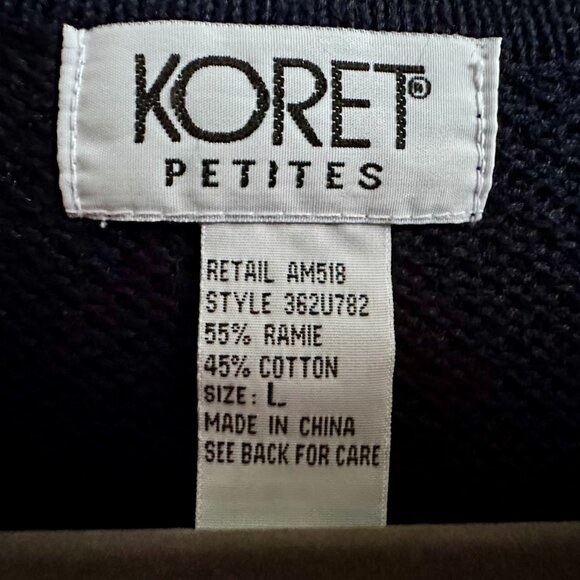 KORET®
PETITES
RETAIL AM518
STYLE 362U782
55% RAMIE
45% COTTON
SIZE: L
MADE IN CHINA
SEE BACK FOR CARE